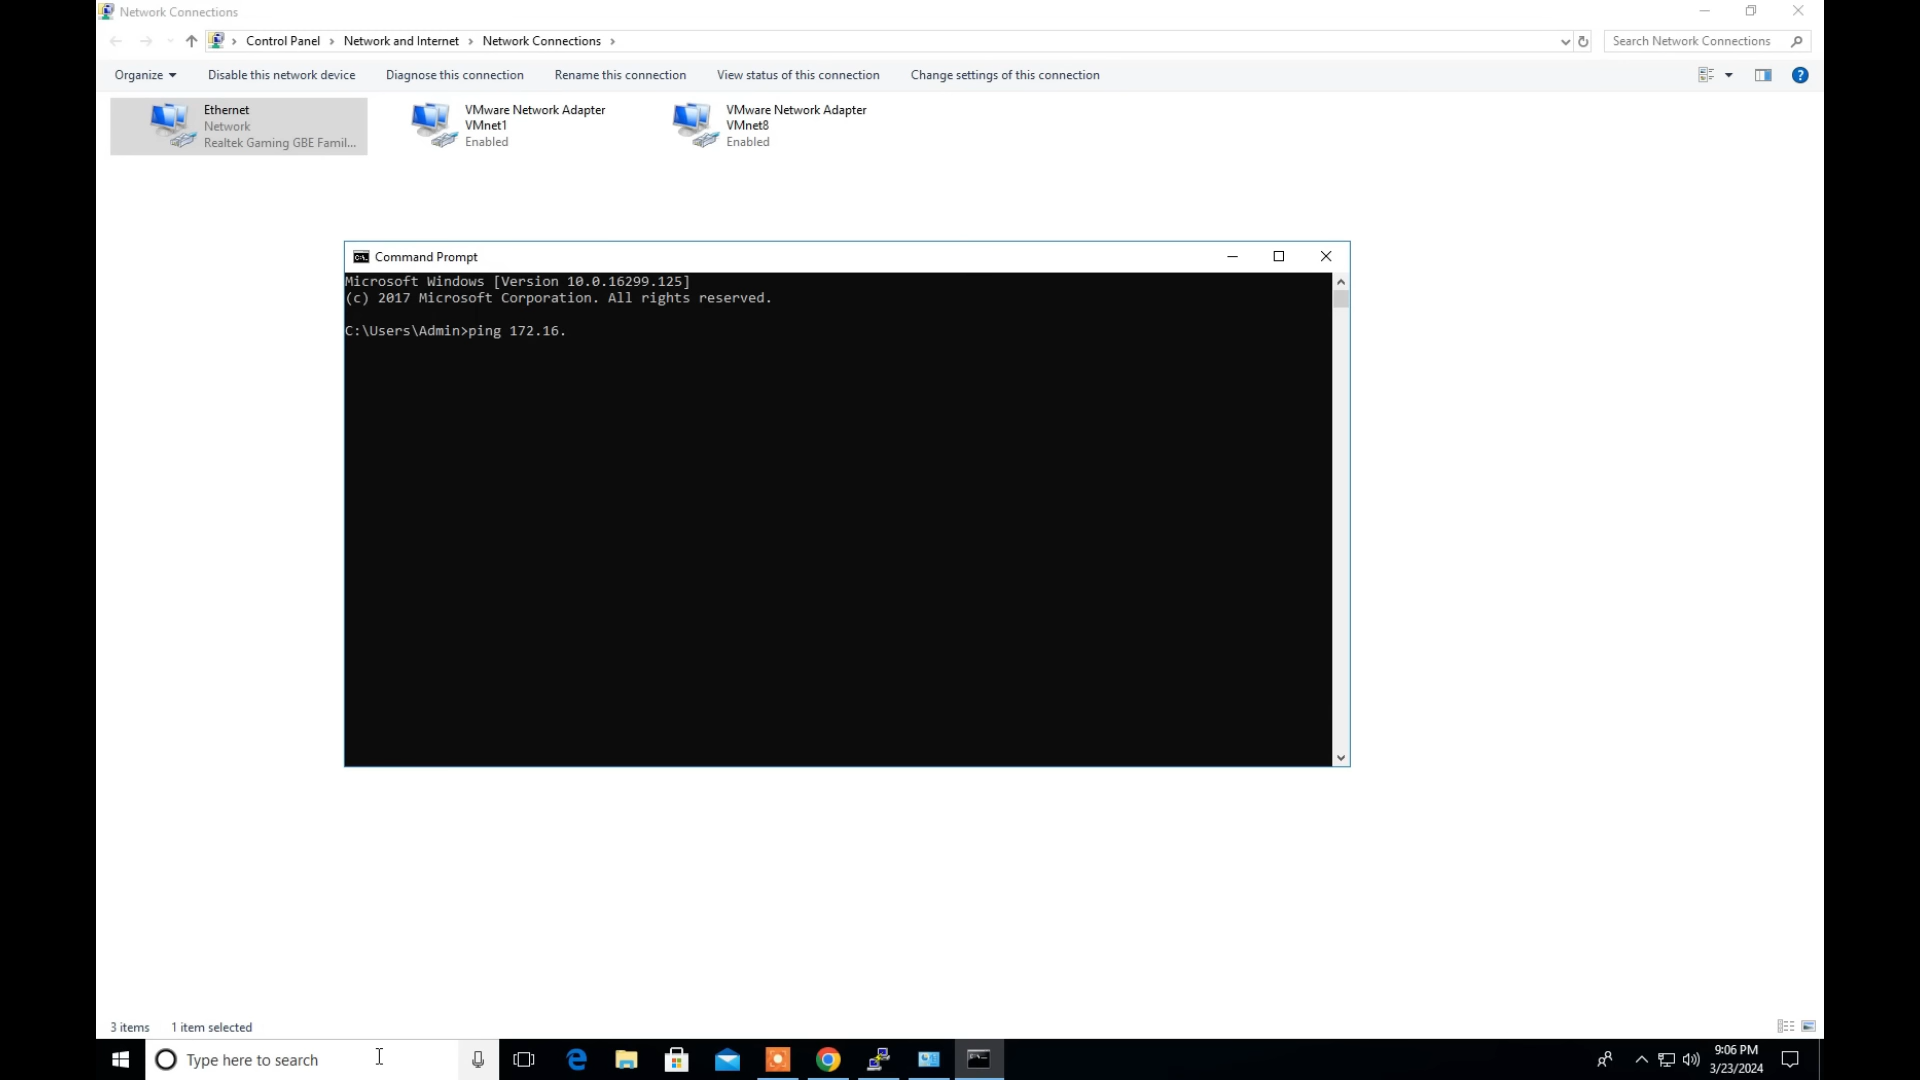 Network Connections
Control Panel
Network and Internet
Network Connections
Search Network Connections
Organize
Disable this network device
Diagnose this connection
Rename this connection
View status of this connection
Change settings of this connection
Ethernet
Network
Realtek Gaming GBE Famil...
VMware Network Adapter
VMnet1
Enabled
VMware Network Adapter
VMnet8
Enabled
Command Prompt
Microsoft Windows [Version 10.0.16299.125]
(c) 2017 Microsoft Corporation. All rights reserved.
C:\Users\Admin>ping 172.16.
3 items
1 item selected
Type here to search
9:06 PM
3/23/2024